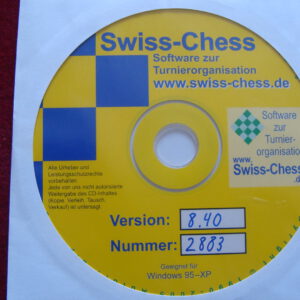 Swiss-Chess
Software zur
Turnierorganisation
www.swiss-chess.de
Software
zur
Turnier-
organisation
www.
Swiss-Chess
.de
Alle Urheber und
Leistungsschutzrechte
vorbehalten.
Jede von uns nicht autorisierte
Weitergabe des CD-Inhaltes
(Kopie, Verleih, Tausch,
Verkauf) ist untersagt.
Version: 8.40
Nummer: 2883
Geeignet für
Windows 95-XP